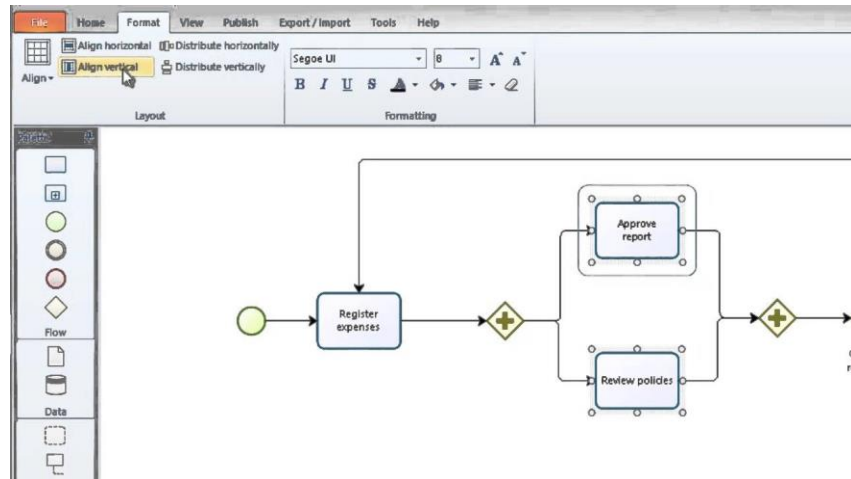 File Home Format View Publish Export / Import Tools Help
Align horizontal Distribute horizontally
Align vertical Distribute vertically
Align
Segoe UI 8 A A
B I U S A
Layout Formatting
Palette
Flow
Data
Approve
report
Register
expenses
Review policies